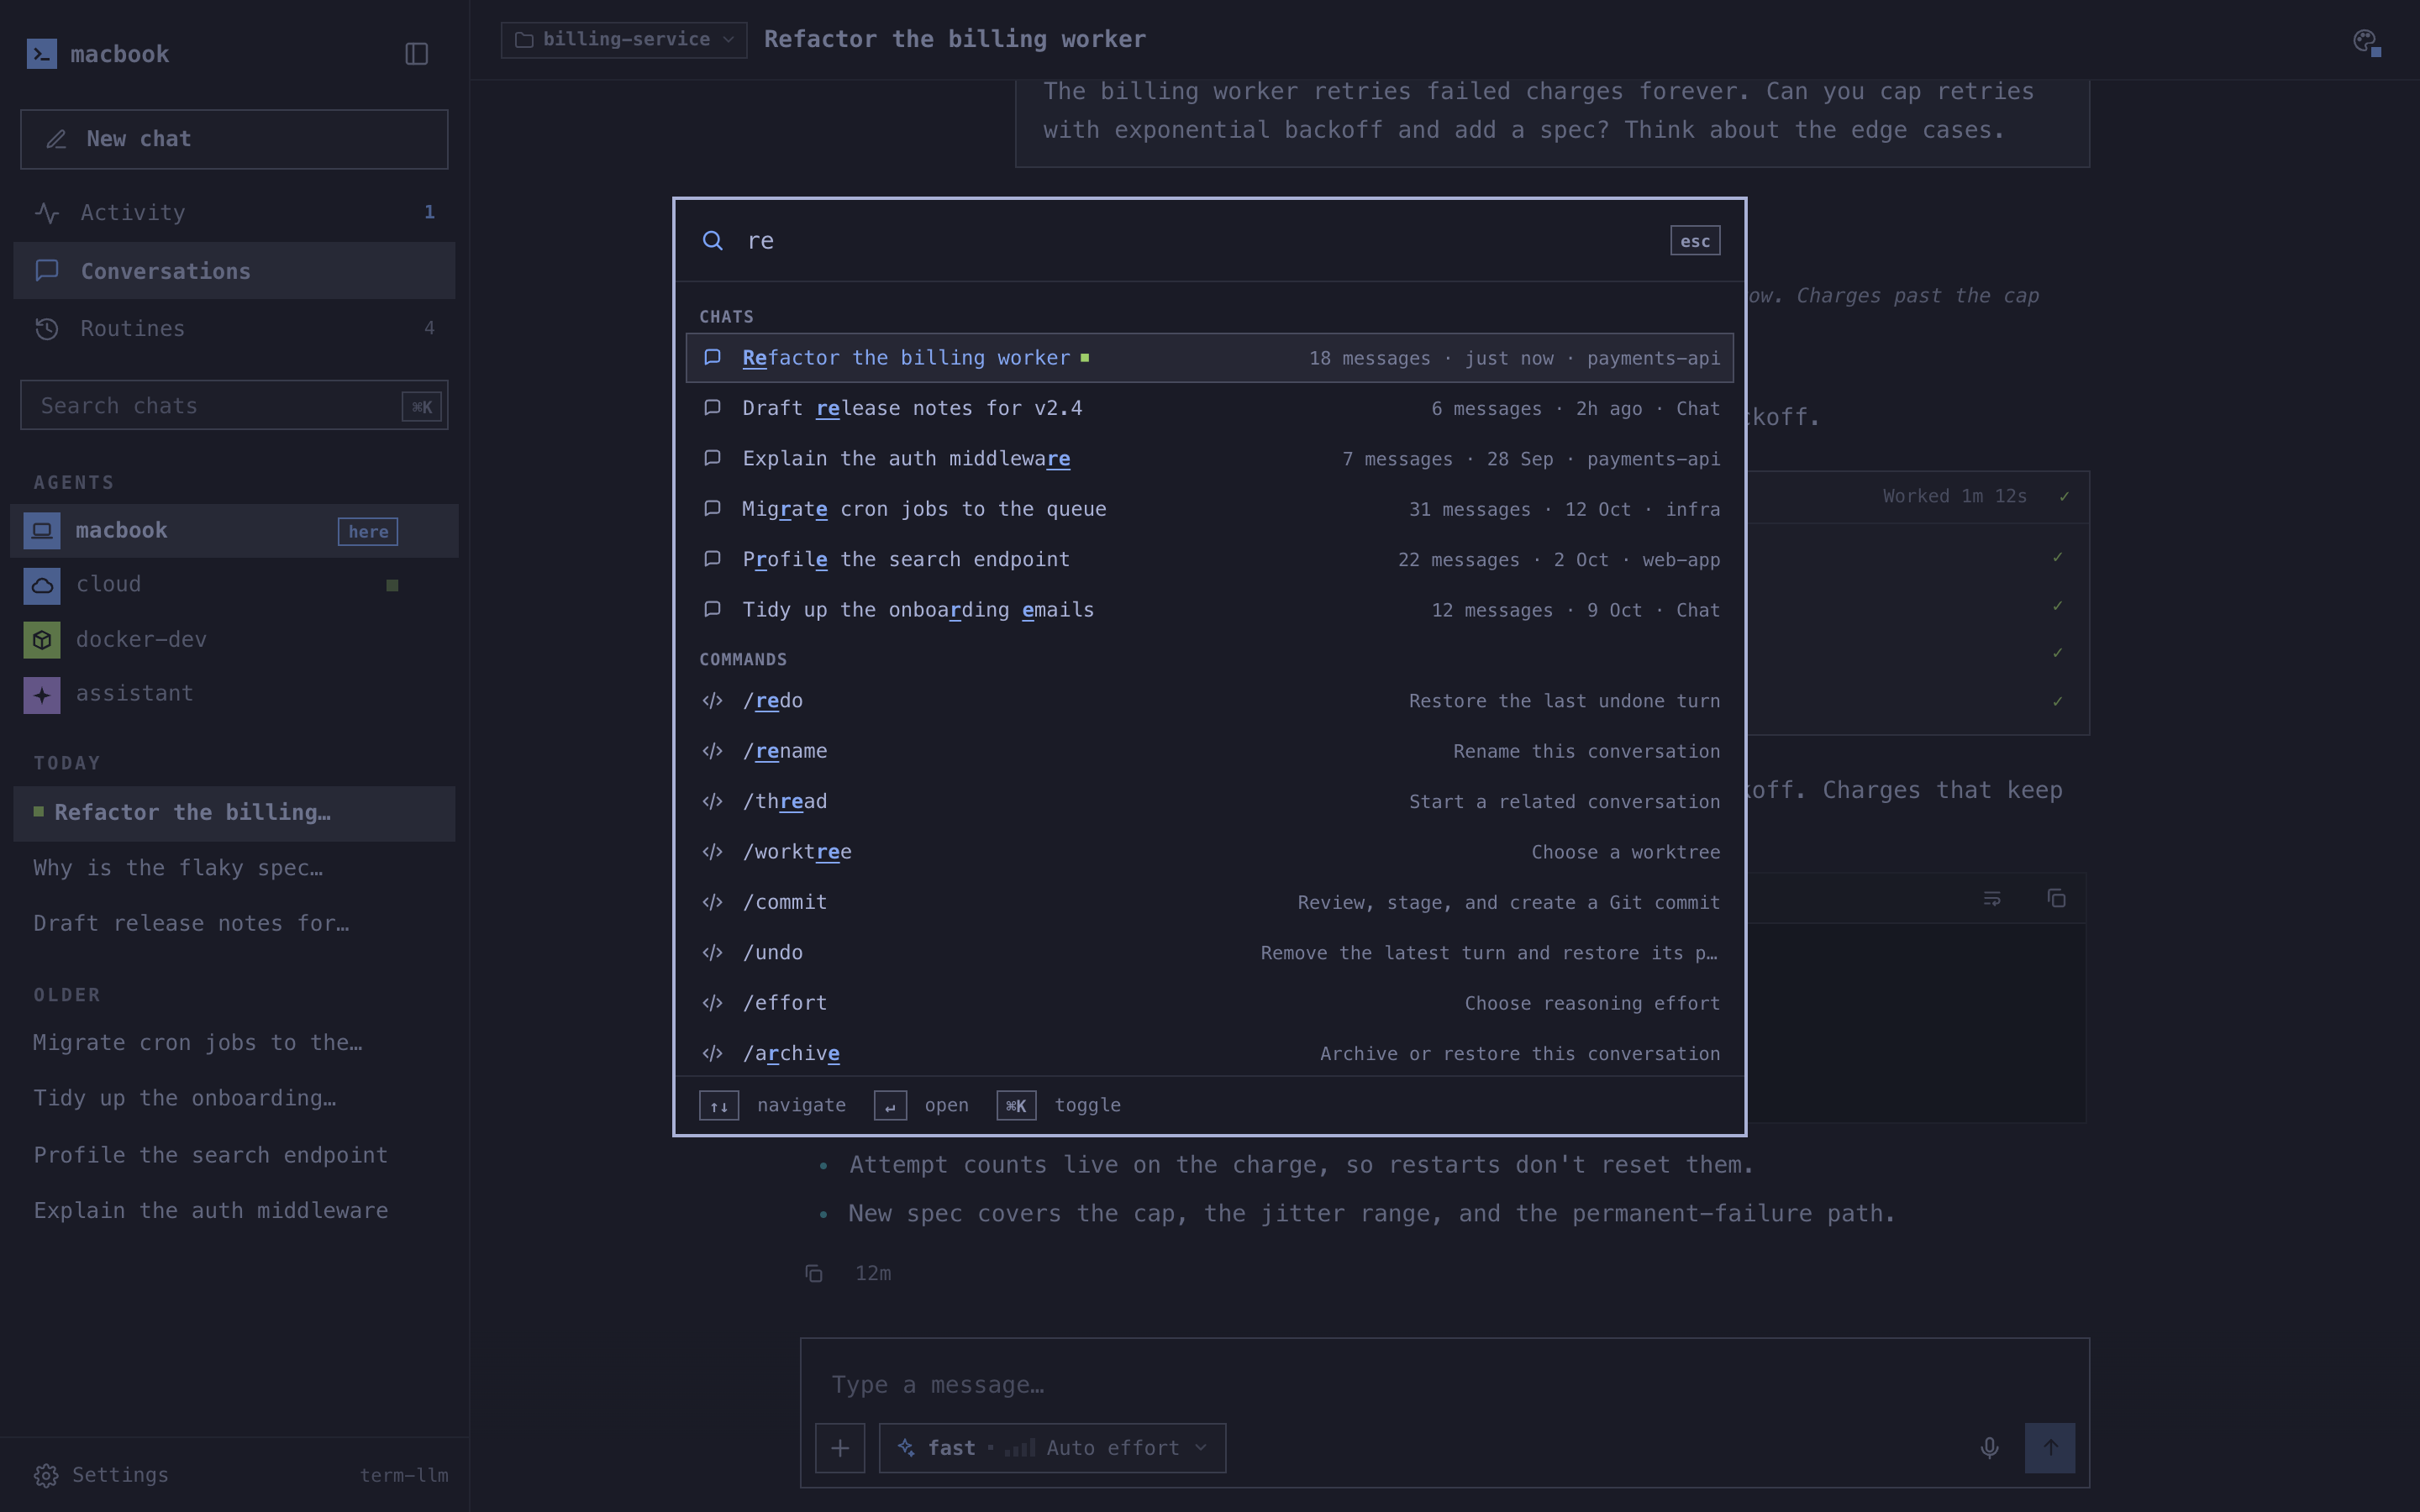 macbook
New chat
Activity 1
Conversations
Routines 4
Search chats ⌘K
AGENTS
macbook here
cloud
docker-dev
assistant
TODAY
Refactor the billing…
Why is the flaky spec…
Draft release notes for…
OLDER
Migrate cron jobs to the…
Tidy up the onboarding…
Profile the search endpoint
Explain the auth middleware
Settings term-llm
billing-service Refactor the billing worker
The billing worker retries failed charges forever. Can you cap retries
with exponential backoff and add a spec? Think about the edge cases.
re esc
CHATS
Refactor the billing worker 18 messages · just now · payments-api
Draft release notes for v2.4 6 messages · 2h ago · Chat
Explain the auth middleware 7 messages · 28 Sep · payments-api
Migrate cron jobs to the queue 31 messages · 12 Oct · infra
Profile the search endpoint 22 messages · 2 Oct · web-app
Tidy up the onboarding emails 12 messages · 9 Oct · Chat
COMMANDS
/redo Restore the last undone turn
/rename Rename this conversation
/thread Start a related conversation
/worktree Choose a worktree
/commit Review, stage, and create a Git commit
/undo Remove the latest turn and restore its p…
/effort Choose reasoning effort
/archive Archive or restore this conversation
↑↓ navigate ↵ open ⌘K toggle
ow. Charges past the cap
ckoff.
Worked 1m 12s ✓
✓
✓
✓
✓
koff. Charges that keep
• Attempt counts live on the charge, so restarts don't reset them.
• New spec covers the cap, the jitter range, and the permanent-failure path.
12m
Type a message…
fast • Auto effort